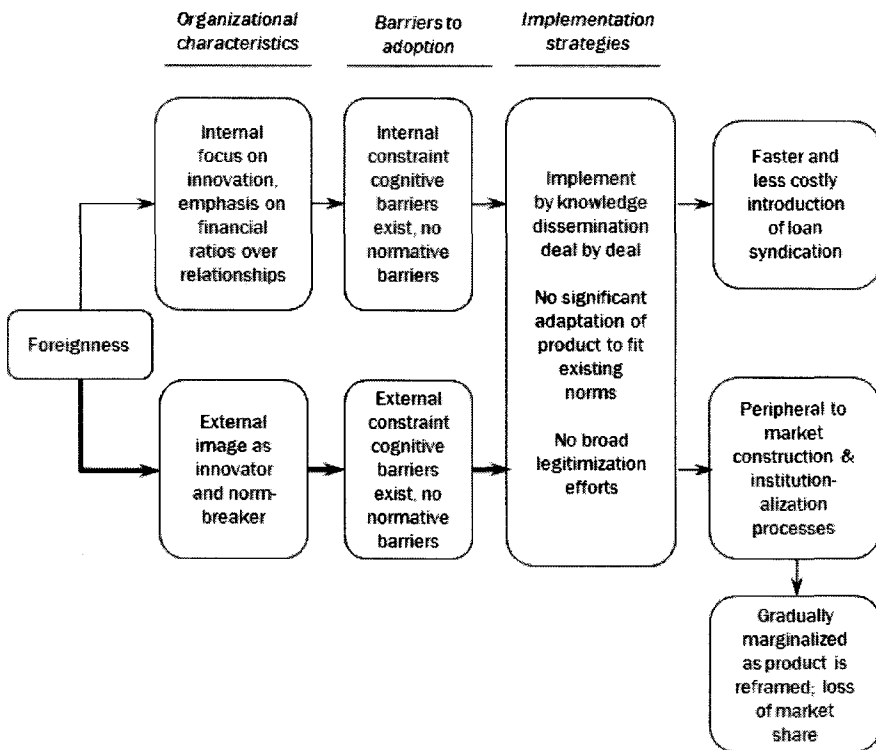 Organizational
characteristics
Barriers to
adoption
Implementation
strategies
Internal
focus on
innovation,
emphasis on
financial
ratios over
relationships
Internal
constraint
cognitive
barriers
exist, no
normative
barriers
Implement
by knowledge
dissemination
deal by deal
No significant
adaptation of
product to fit
existing
norms
No broad
legitimization
efforts
Faster and
less costly
introduction
of loan
syndication
Foreignness
External
image as
innovator
and norm-
breaker
External
constraint
cognitive
barriers
exist, no
normative
barriers
Peripheral to
market
construction &
institution-
alization
processes
Gradually
marginalized
as product is
reframed; loss
of market
share